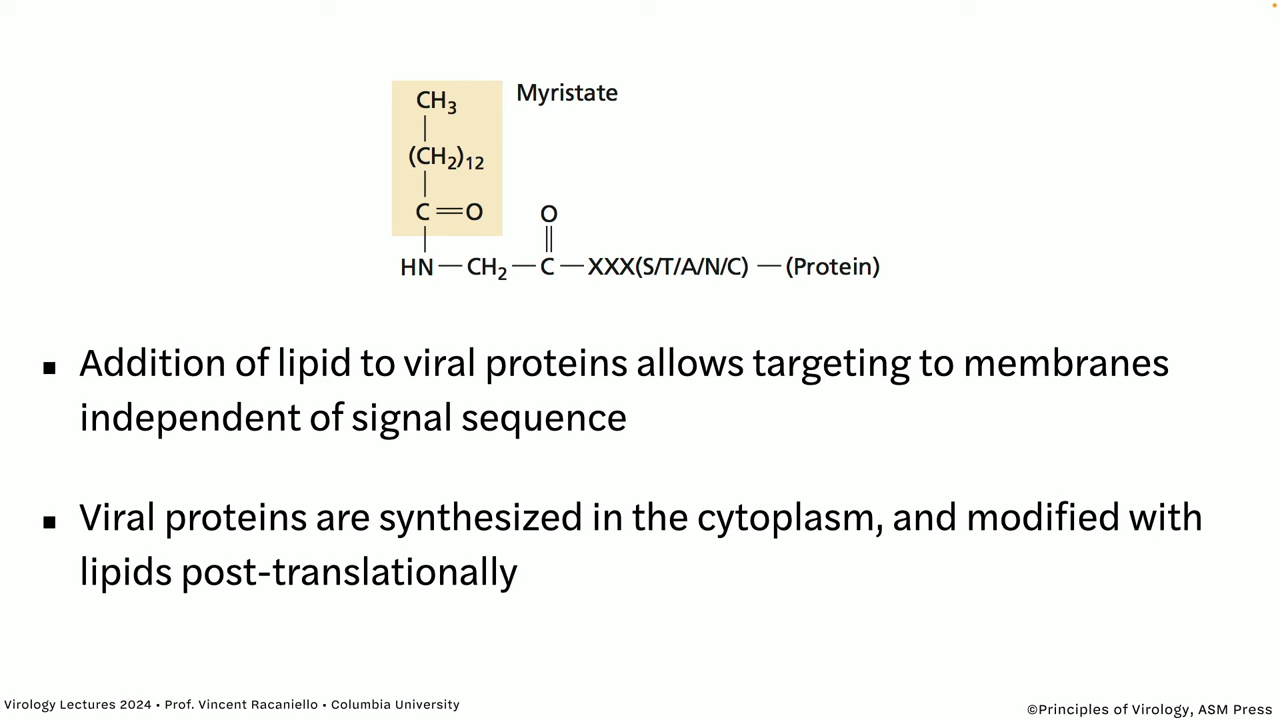 CH₃ Myristate
(CH₂)₁₂
C=O O
HN—CH₂—C—XXX(S/T/A/N/C)—(Protein)
▪ Addition of lipid to viral proteins allows targeting to membranes
independent of signal sequence
▪ Viral proteins are synthesized in the cytoplasm, and modified with
lipids post-translationally
Virology Lectures 2024 • Prof. Vincent Racaniello • Columbia University
©Principles of Virology, ASM Press